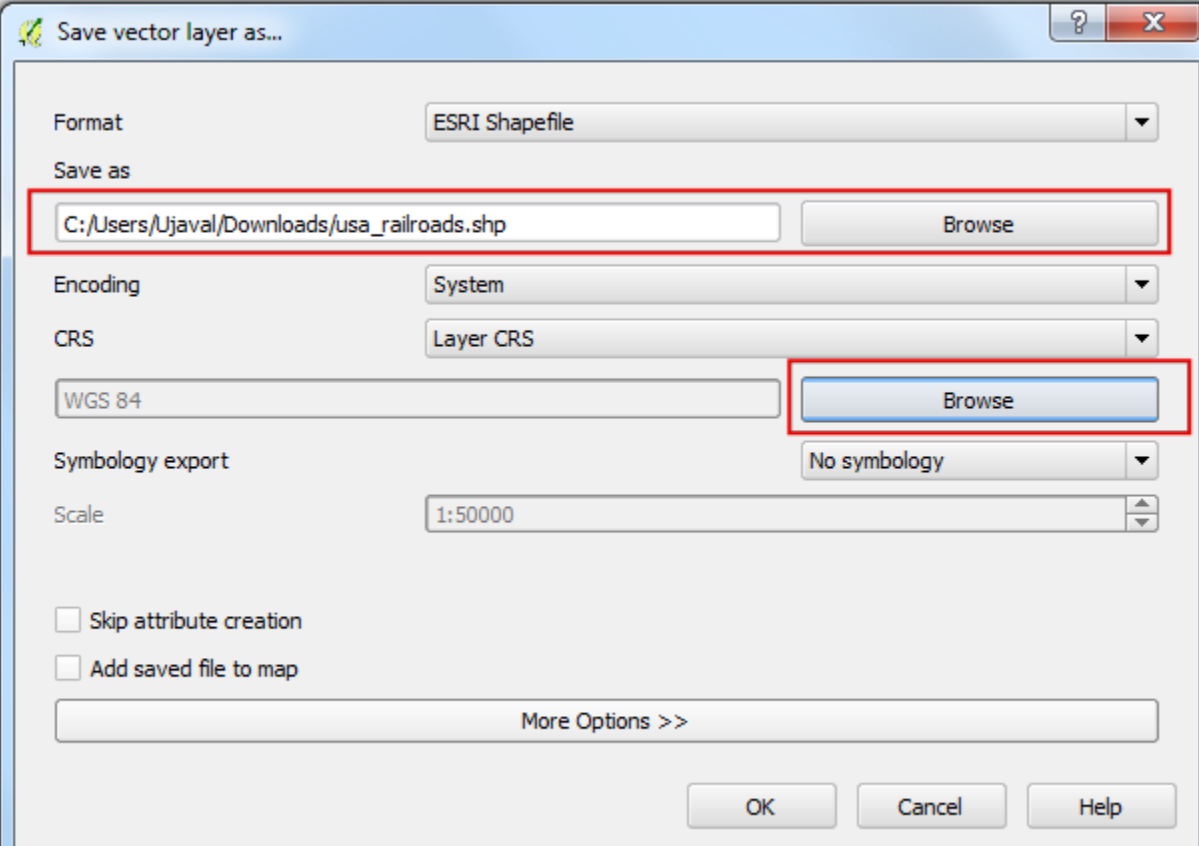 Save vector layer as...
Format ESRI Shapefile
Save as
C:/Users/Ujaval/Downloads/usa_railroads.shp Browse
Encoding System
CRS Layer CRS
WGS 84 Browse
Symbology export No symbology
Scale 1:50000
Skip attribute creation
Add saved file to map
More Options >>
OK Cancel Help